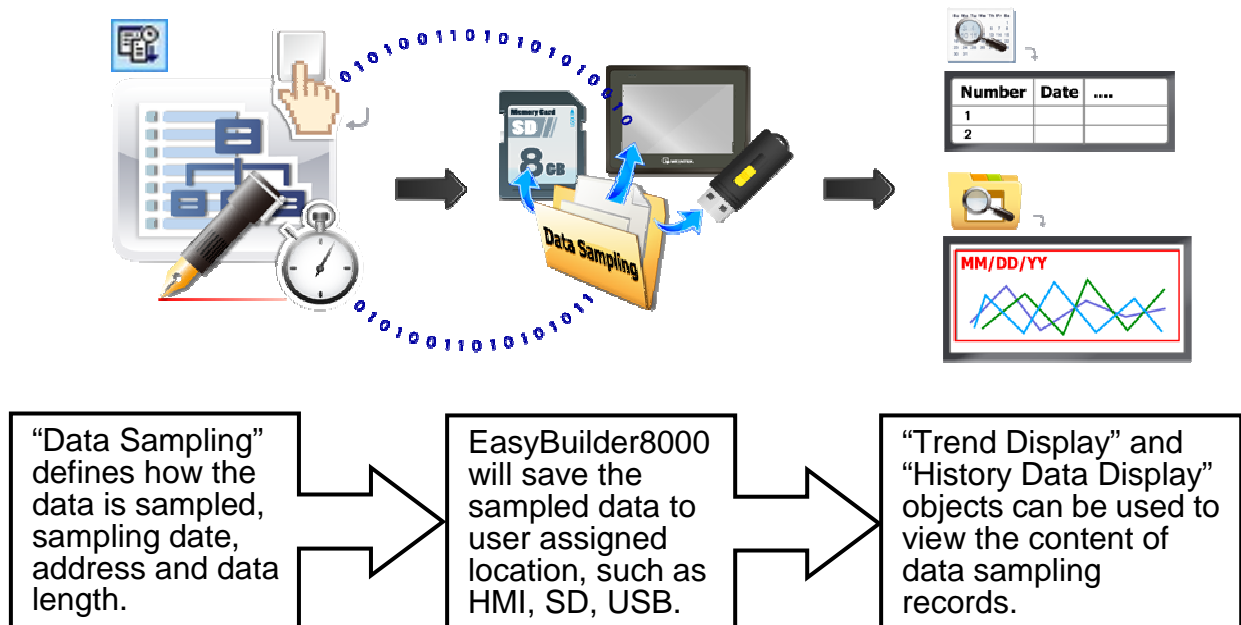 010100110101010100010
Memory Card
SD
8GB
Data Sampling
010100110101010101011
Number Date ....
1
2
MM/DD/YY
“Data Sampling”
defines how the
data is sampled,
sampling date,
address and data
length.
EasyBuilder8000
will save the
sampled data to
user assigned
location, such as
HMI, SD, USB.
“Trend Display” and
“History Data Display”
objects can be used to
view the content of
data sampling
records.